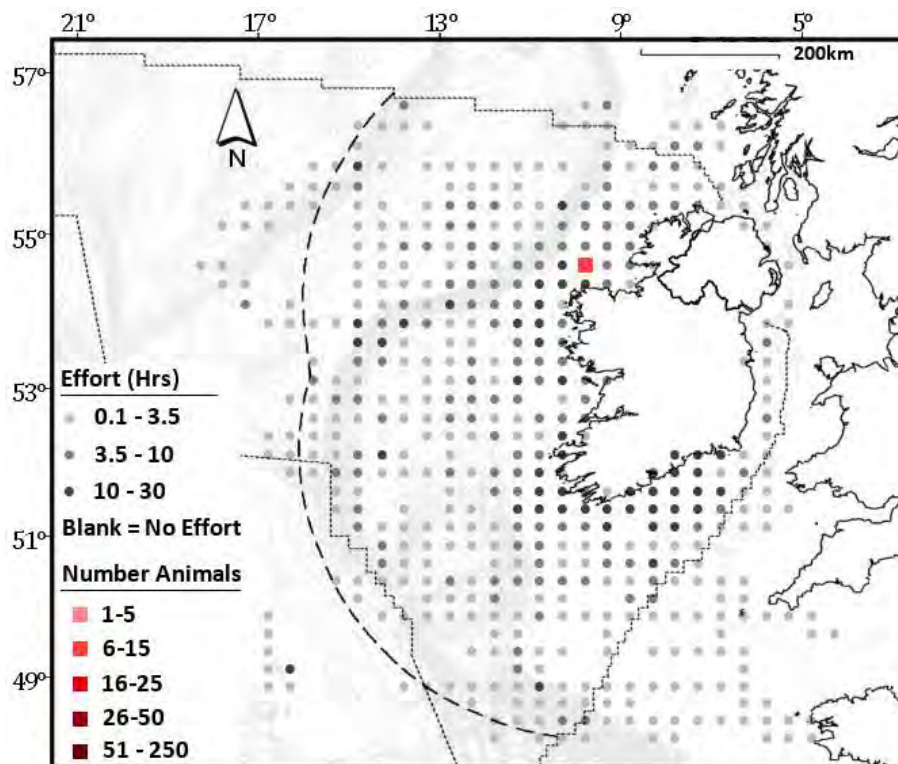 21° 17° 13° 9° 5°
200km
57°
N
55°
53°
Effort (Hrs)
0.1 - 3.5
3.5 - 10
10 - 30
51°
Blank = No Effort
Number Animals
1-5
6-15
16-25
49°
26-50
51 - 250